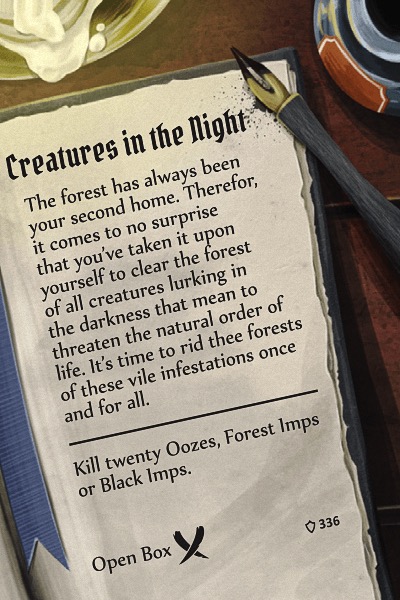 Creatures in the Night
The forest has always been
your second home. Therefor,
it comes to no surprise
that you've taken it upon
yourself to clear the forest
of all creatures lurking in
the darkness that mean to
threaten the natural order of
life. It's time to rid thee forests
of these vile infestations once
and for all.
Kill twenty Oozes, Forest Imps
or Black Imps.
Open Box
336